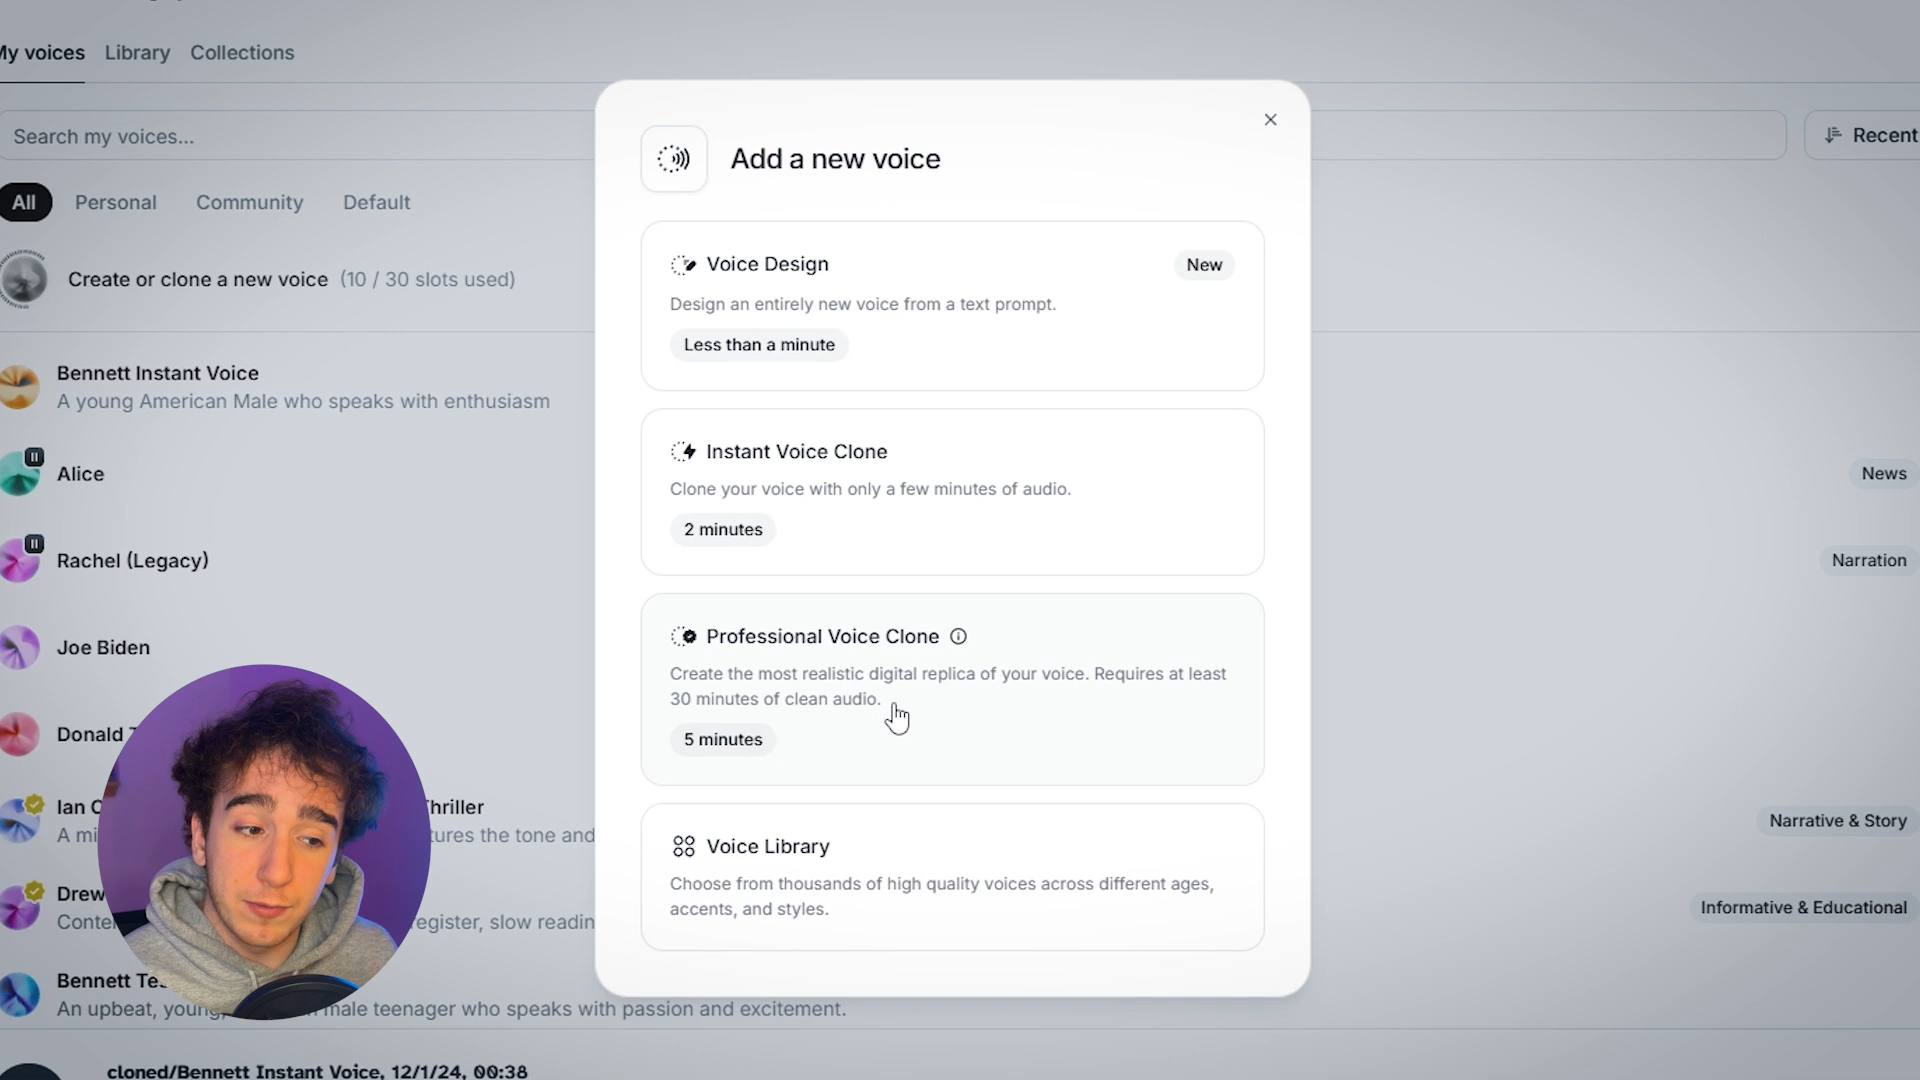 My voices Library Collections
Search my voices...
Recent
All Personal Community Default
Create or clone a new voice (10 / 30 slots used)
Bennett Instant Voice
A young American Male who speaks with enthusiasm
Alice
News
Rachel (Legacy)
Narration
Joe Biden
Donald
Ian
Thriller
A
tures the tone and
Narrative & Story
Drew
register, slow
Informative & Educational
Bennett
An upbeat, young, male teenager who speaks with passion and excitement.
cloned/Bennett Instant Voice, 12/1/24, 00:38
Add a new voice
Voice Design
New
Design an entirely new voice from a text prompt.
Less than a minute
Instant Voice Clone
Clone your voice with only a few minutes of audio.
2 minutes
Professional Voice Clone
Create the most realistic digital replica of your voice. Requires at least
30 minutes of clean audio.
5 minutes
Voice Library
Choose from thousands of high quality voices across different ages,
accents, and styles.